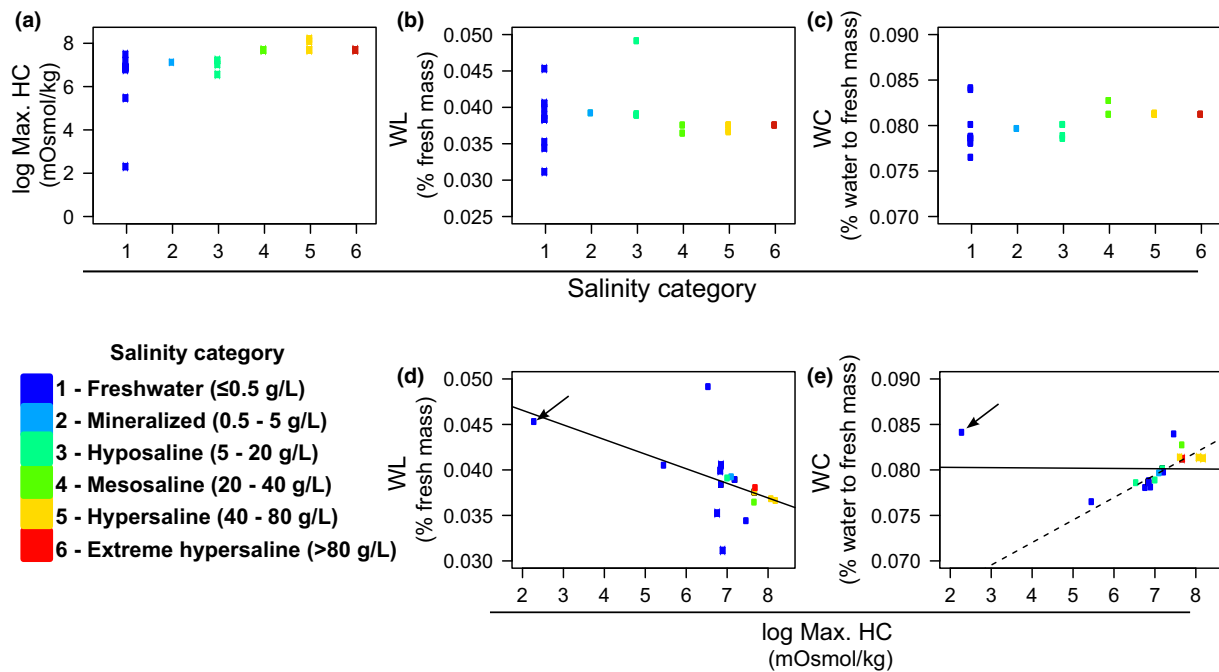 (a)
log Max. HC
(mOsmol/kg)
8
6
4
2
0
1 2 3 4 5 6
(b)
WL
(% fresh mass)
0.050
0.045
0.040
0.035
0.030
0.025
1 2 3 4 5 6
(c)
WC
(% water to fresh mass)
0.090
0.085
0.080
0.075
0.070
1 2 3 4 5 6
Salinity category
Salinity category
1 - Freshwater (≤0.5 g/L)
2 - Mineralized (0.5 - 5 g/L)
3 - Hyposaline (5 - 20 g/L)
4 - Mesosaline (20 - 40 g/L)
5 - Hypersaline (40 - 80 g/L)
6 - Extreme hypersaline (>80 g/L)
(d)
WL
(% fresh mass)
0.050
0.045
0.040
0.035
0.030
2 3 4 5 6 7 8
(e)
WC
(% water to fresh mass)
0.090
0.085
0.080
0.070
2 3 4 5 6 7 8
log Max. HC
(mOsmol/kg)